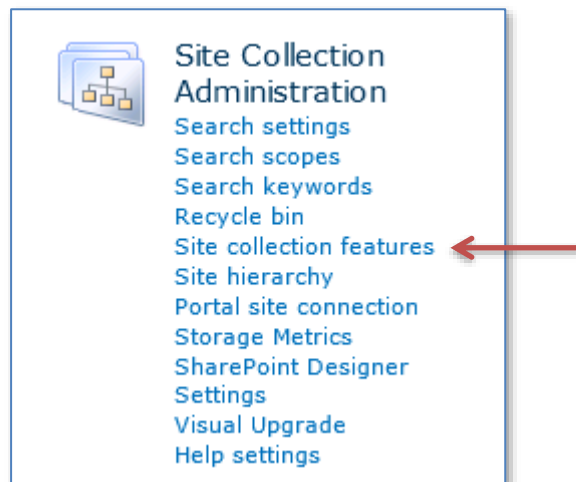 Site Collection
Administration
Search settings
Search scopes
Search keywords
Recycle bin
Site collection features
Site hierarchy
Portal site connection
Storage Metrics
SharePoint Designer
Settings
Visual Upgrade
Help settings